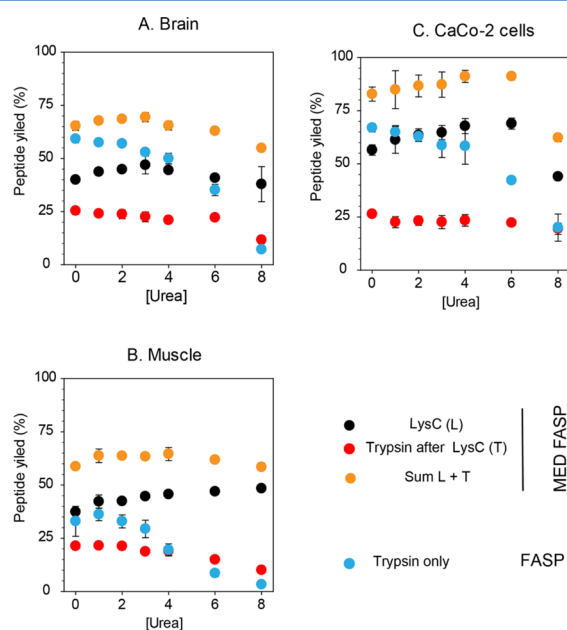 A. Brain
100
75
50
25
0
Peptide yiled (%)
0 2 4 6 8
[Urea]
C. CaCo-2 cells
100
75
50
25
0
Peptide yiled (%)
0 2 4 6 8
[Urea]
B. Muscle
100
75
50
25
0
Peptide yiled (%)
0 2 4 6 8
[Urea]
LysC (L)
Trypsin after LysC (T)
Sum L + T
MED FASP
Trypsin only
FASP